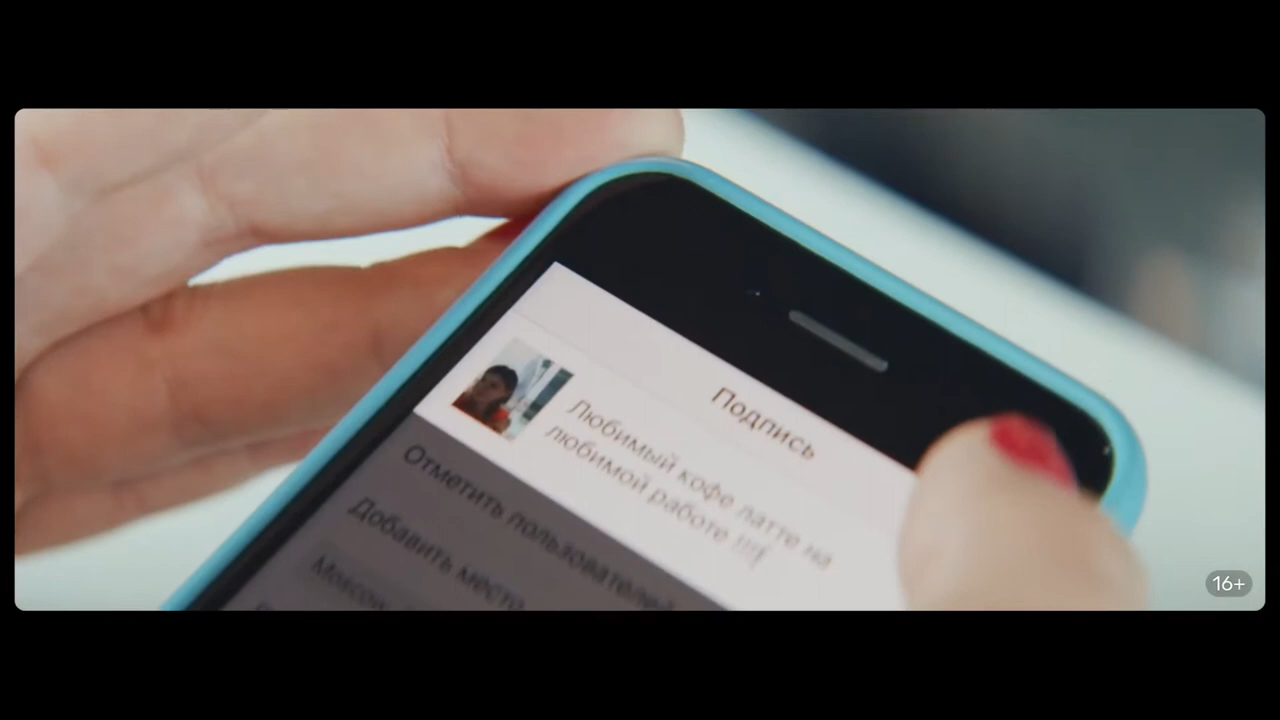 Подпись
Любимый кофе латте на
любимой работе !!!
Отметить пользователей
Добавить место
16+